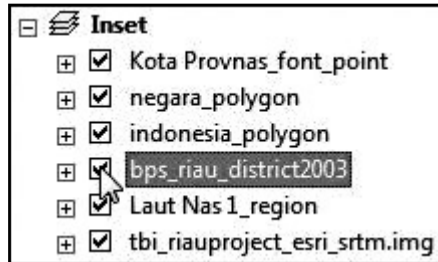 Inset
Kota Provnas_font_point
negara_polygon
indonesia_polygon
bps_riau_district2003
Laut Nas 1_region
tbi_riauproject_esri_srtm.img